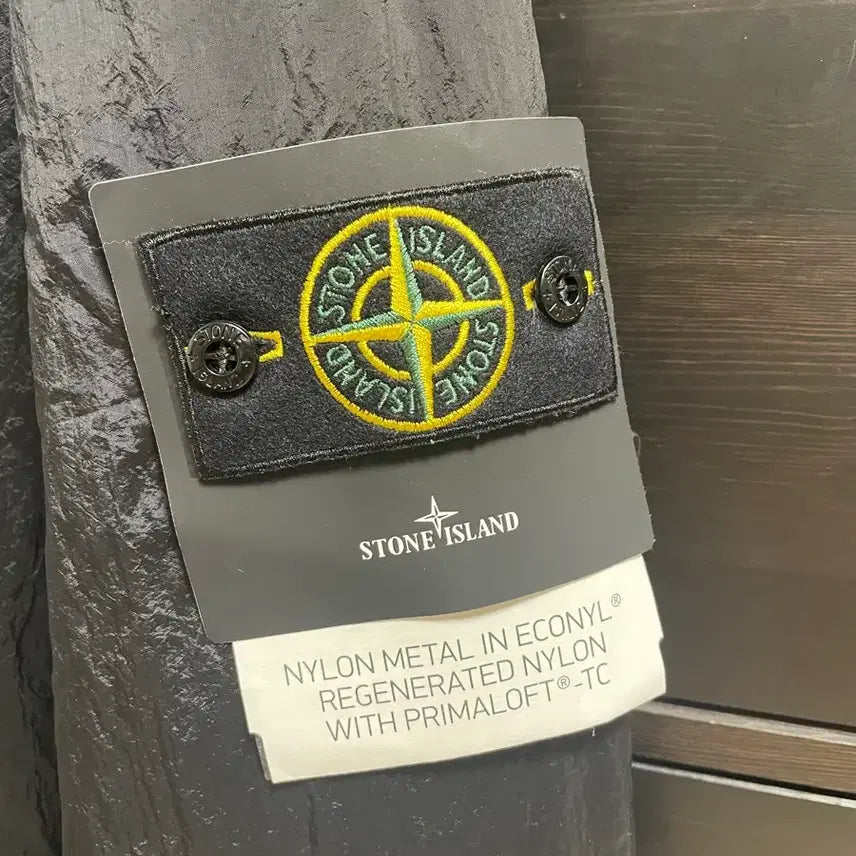 STONE ISLAND
STONE ISLAND
STONE ISLAND
NYLON METAL IN ECONYL®
REGENERATED NYLON
WITH PRIMALOFT®-TC